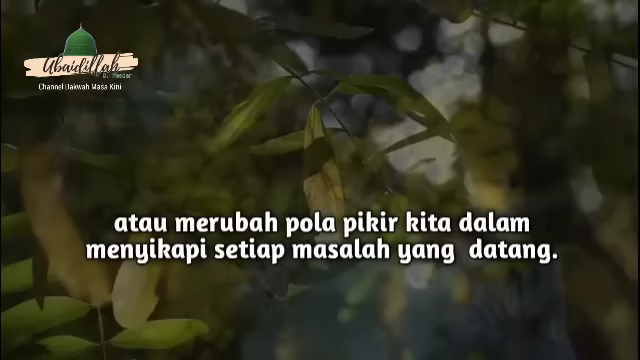 Ubaidillah
Channel Dakwah Masa Kini
atau merubah pola pikir kita dalam
menyikapi setiap masalah yang datang.